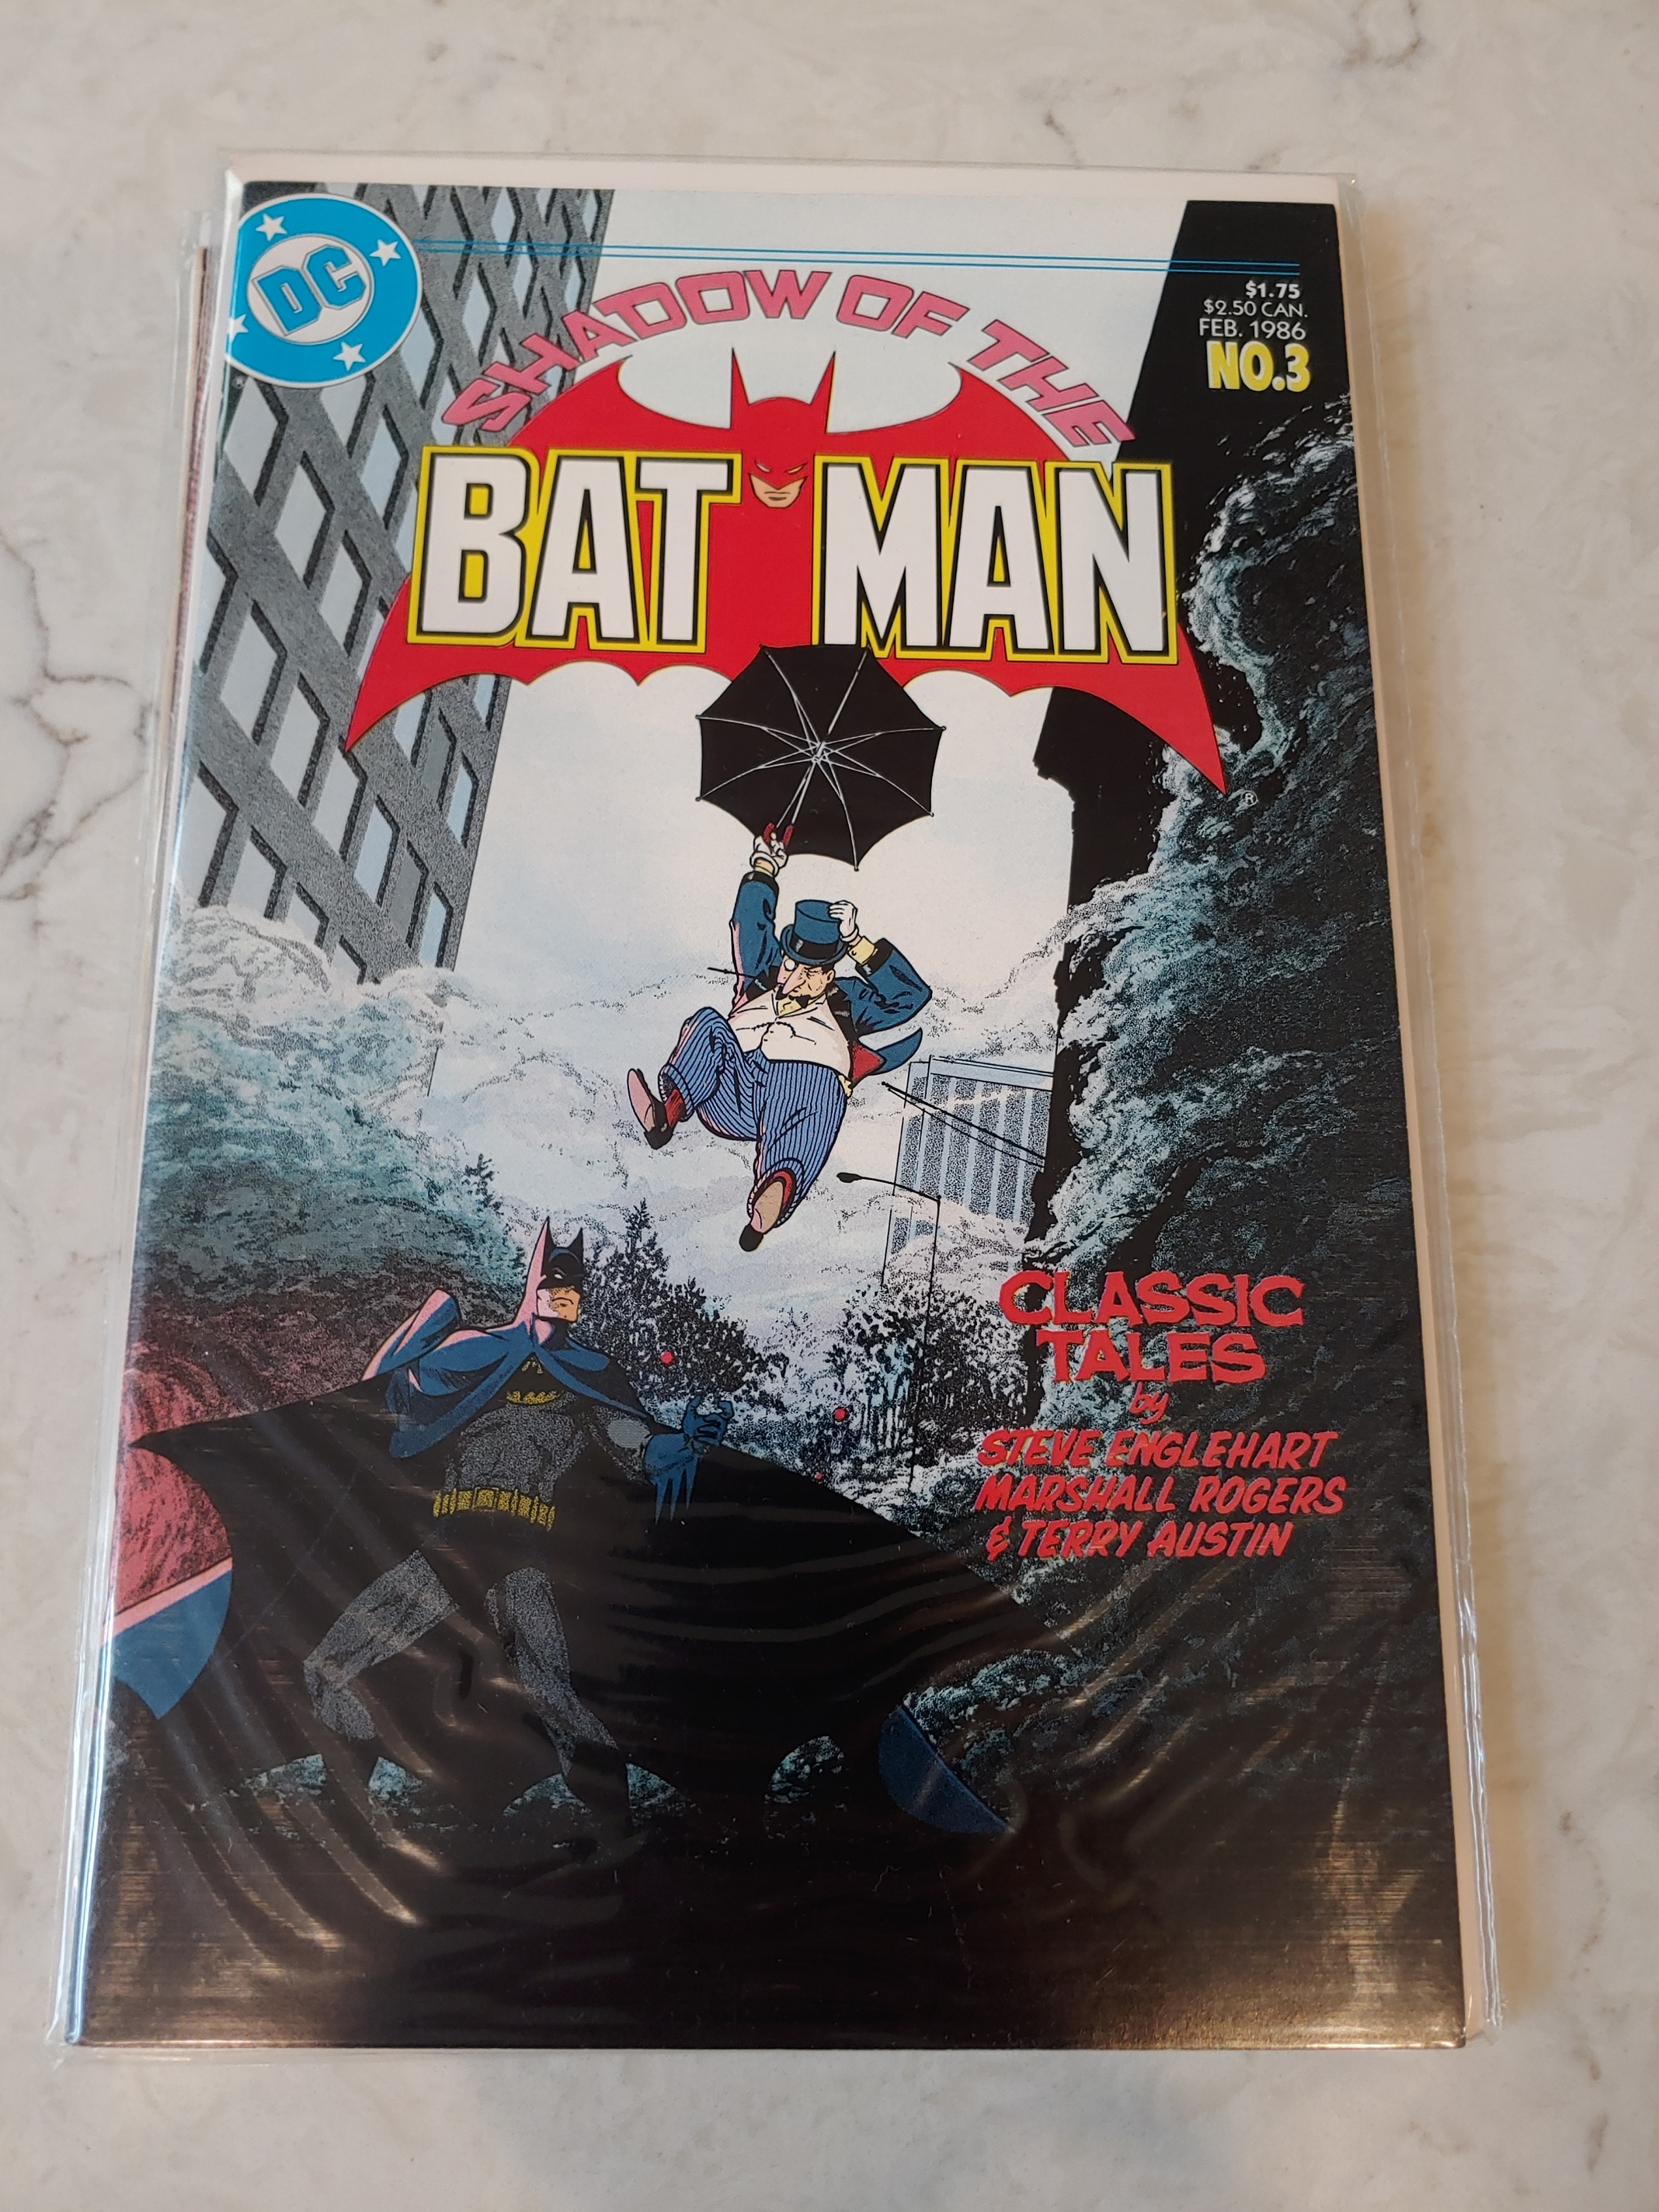 DC
$1.75
$2.50 CAN.
FEB. 1986
NO.3
SHADOW OF THE
BATMAN
®
CLASSIC
TALES
by
STEVE ENGLEHART
MARSHALL ROGERS
& TERRY AUSTIN